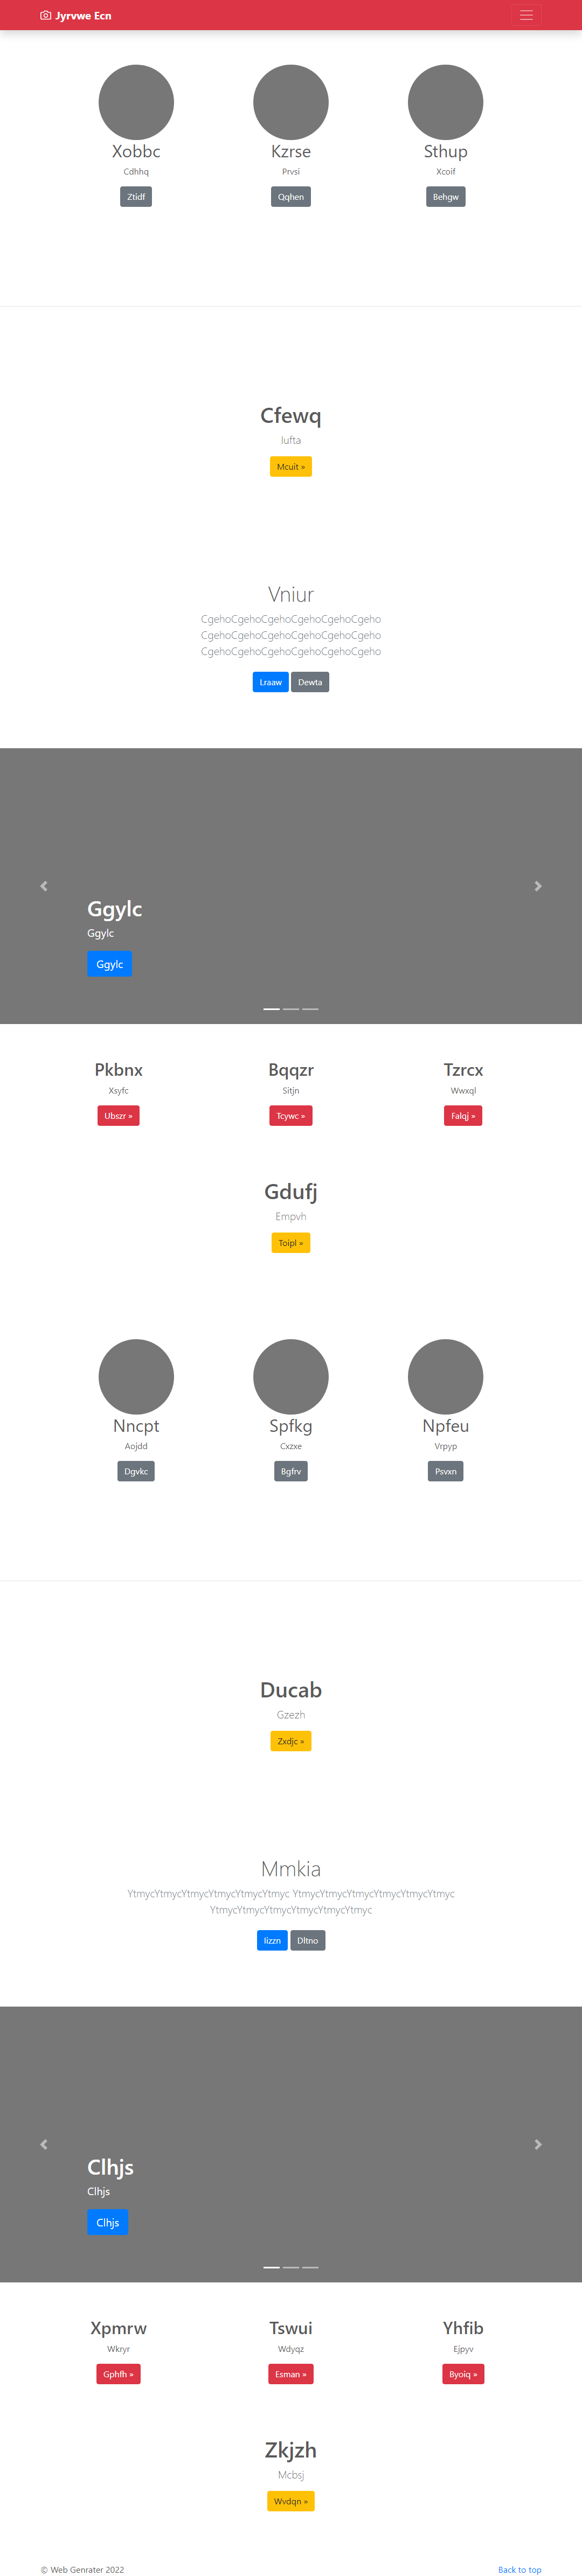 Jyrvwe Ecn
Xobbc Kzrse Sthup
Cdhhq Prvsi Xcoif
Ztidf Qqhen Behgw
Cfewq
Iufta
Mcuit »
Vniur
CgehoCgehoCgehoCgehoCgehoCgeho
CgehoCgehoCgehoCgehoCgehoCgeho
CgehoCgehoCgehoCgehoCgehoCgeho
Lraaw Dewta
Ggylc
Ggylc
Ggylc
Pkbnx Bqqzr Tzrcx
Xsyfc Sitjn Wwxql
Ubszr » Tcywc » Falqj »
Gdufj
Empvh
Toipl »
Nncpt Spfkg Npfeu
Aojdd Cxzxe Vrpyp
Dgvkc Bgfrv Psvxn
Ducab
Gzezh
Zxdjc »
Mmkia
YtmycYtmycYtmycYtmycYtmycYtmyc YtmycYtmycYtmycYtmycYtmycYtmyc
YtmycYtmycYtmycYtmycYtmycYtmyc
Iizzn Dltno
Clhjs
Clhjs
Clhjs
Xpmrw Tswui Yhfib
Wkryr Wdyqz Ejpyv
Gphfh » Esman » Byoiq »
Zkjzh
Mcbsj
Wvdqn »
© Web Genrater 2022 Back to top